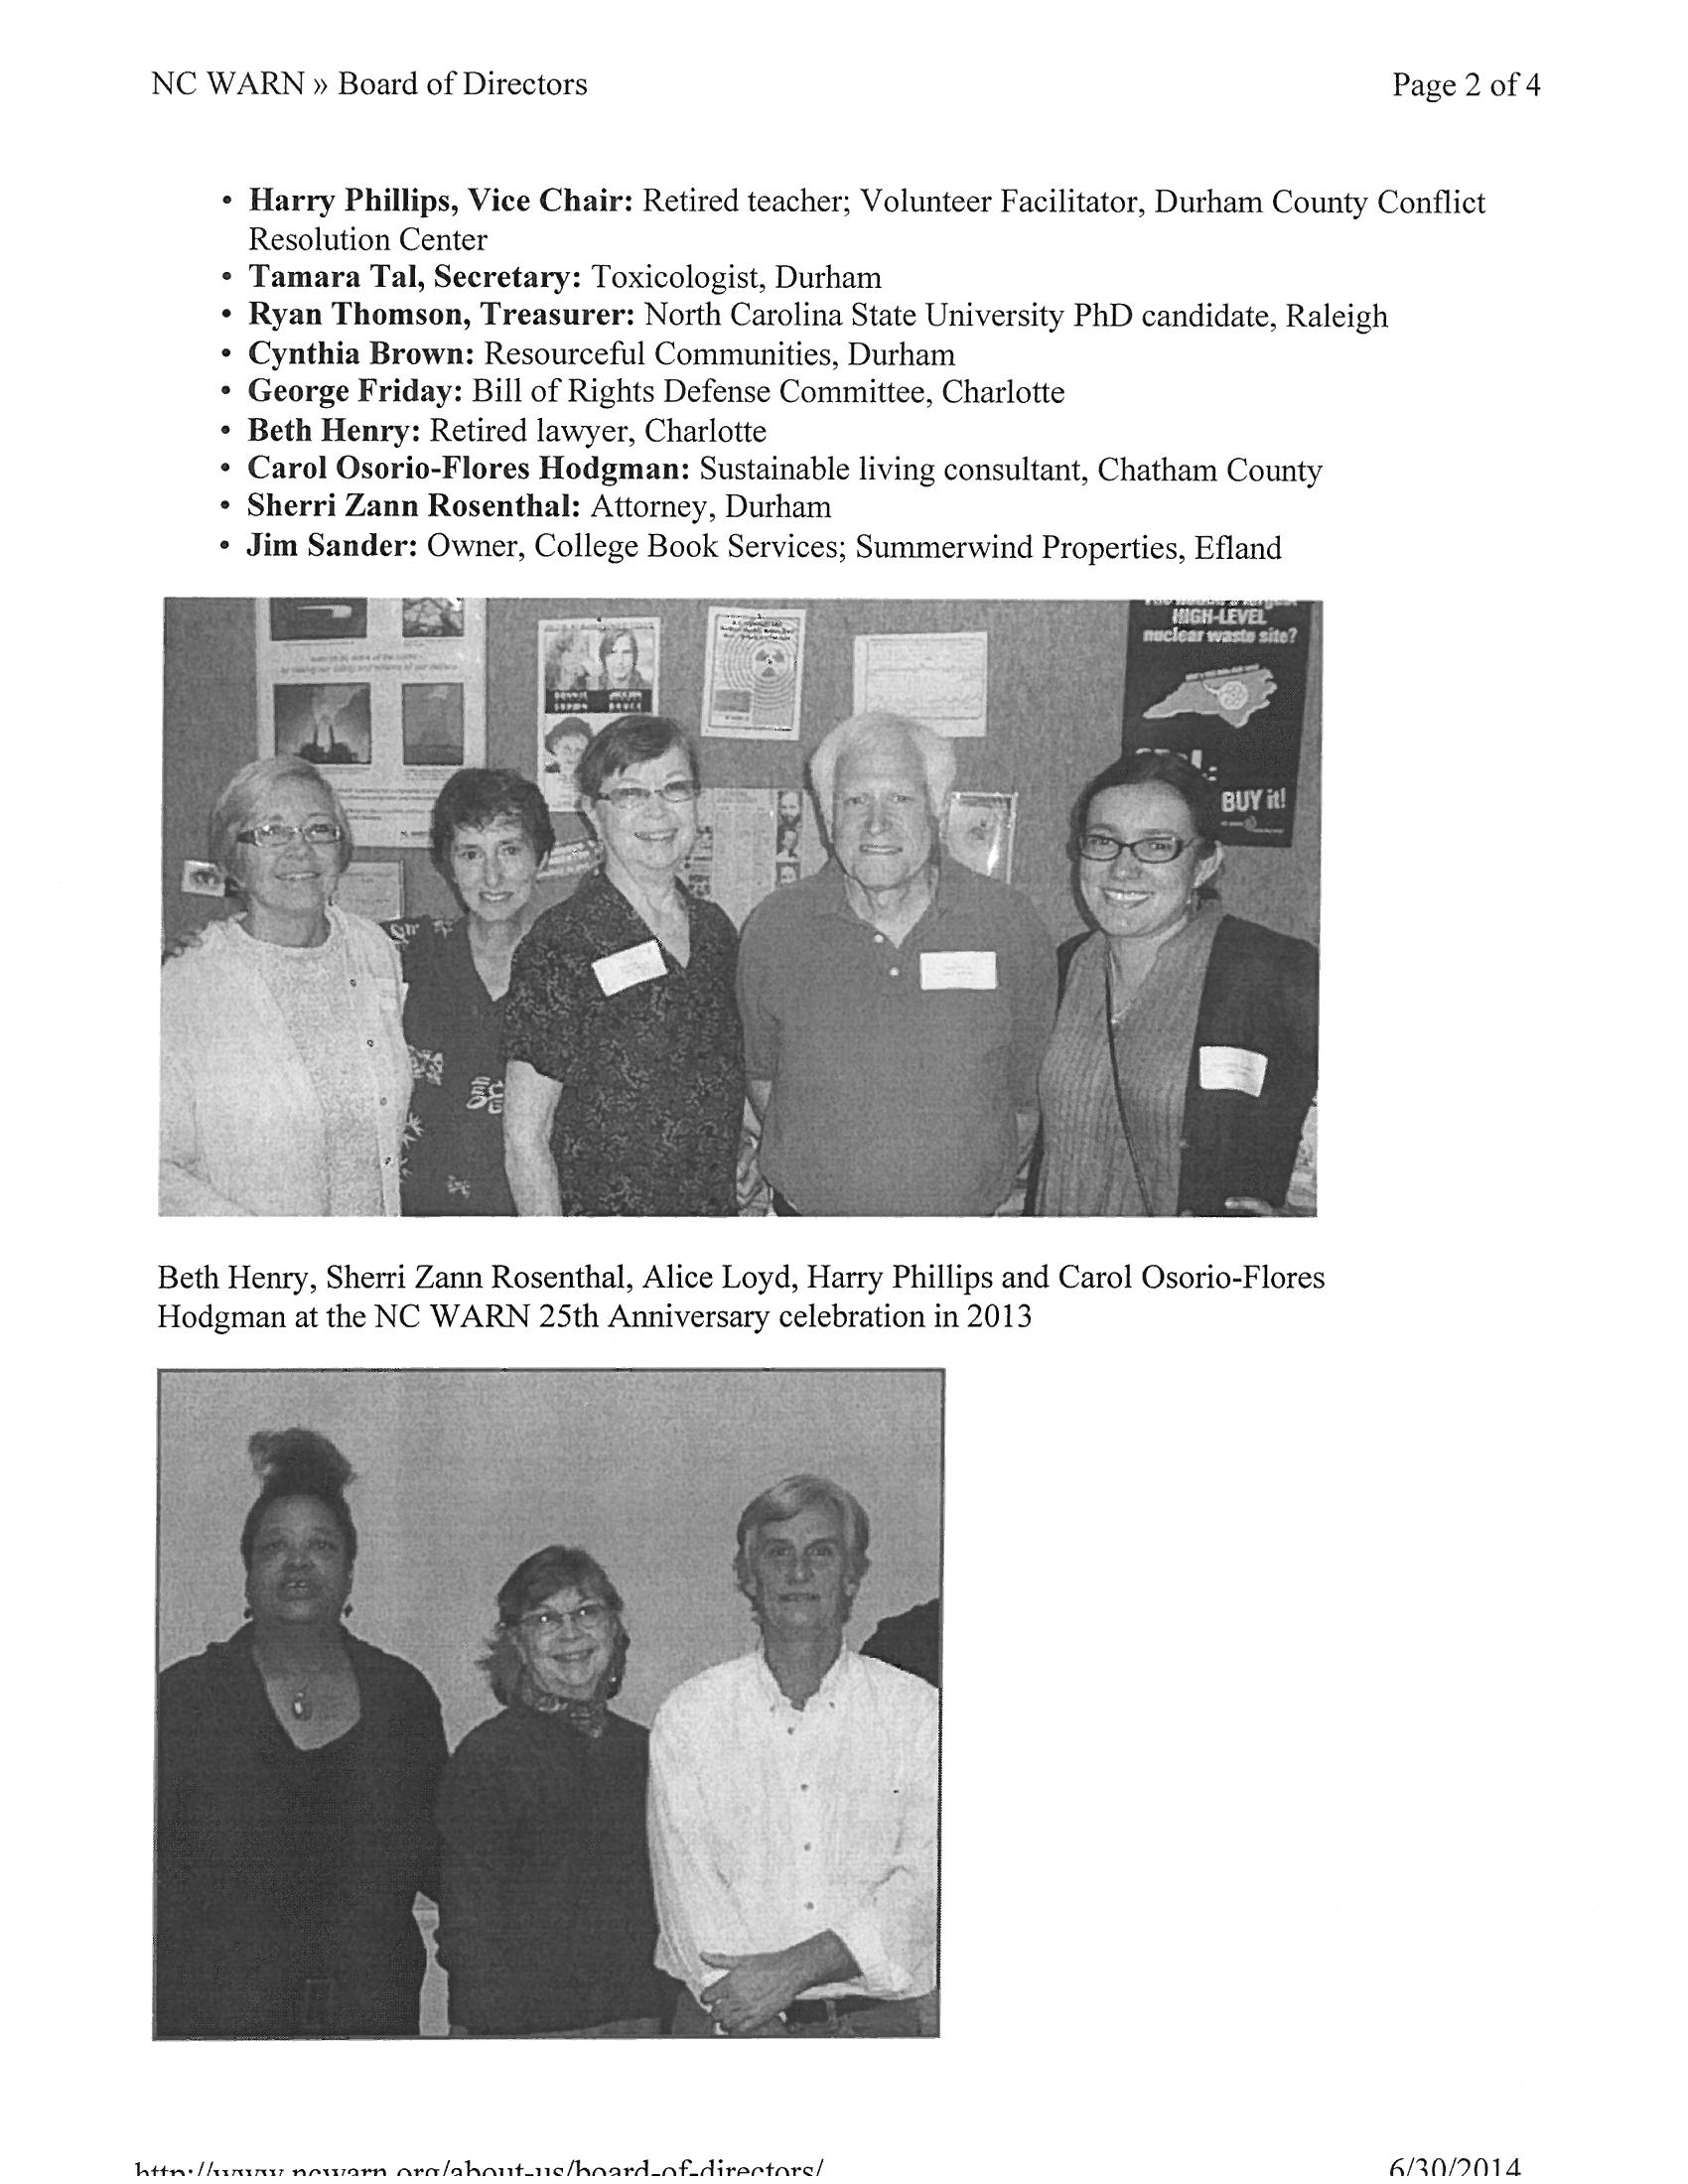 NC WARN » Board of Directors
Page 2 of 4
• Harry Phillips, Vice Chair: Retired teacher; Volunteer Facilitator, Durham County Conflict
Resolution Center
• Tamara Tal, Secretary: Toxicologist, Durham
• Ryan Thomson, Treasurer: North Carolina State University PhD candidate, Raleigh
• Cynthia Brown: Resourceful Communities, Durham
• George Friday: Bill of Rights Defense Committee, Charlotte
• Beth Henry: Retired lawyer, Charlotte
• Carol Osorio-Flores Hodgman: Sustainable living consultant, Chatham County
• Sherri Zann Rosenthal: Attorney, Durham
• Jim Sander: Owner, College Book Services; Summerwind Properties, Efland
HIGH-LEVEL
nuclear waste site?
BUY it!
Beth Henry, Sherri Zann Rosenthal, Alice Loyd, Harry Phillips and Carol Osorio-Flores
Hodgman at the NC WARN 25th Anniversary celebration in 2013
http://www.ncwarn.org/about-us/board-of-directors/
6/30/2014